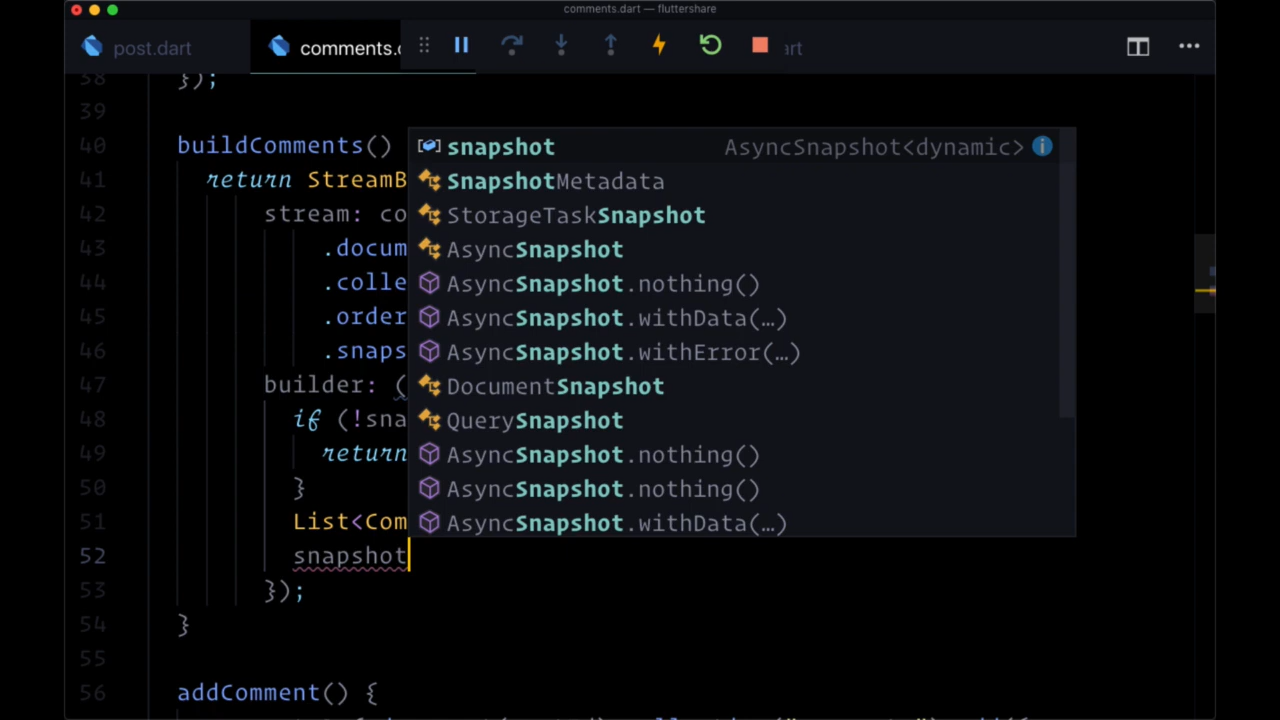 comments.dart — fluttershare
post.dart
comments.c
art
38 });
39
40 buildComments()
41 return StreamB
42 stream: co
43 .docum
44 .colle
45 .order
46 .snaps
47 builder: (
48 if (!sna
49 return
50 }
51 List<Com
52 snapshot
53 });
54 }
55
56 addComment() {
snapshot AsyncSnapshot<dynamic>
SnapshotMetadata
StorageTaskSnapshot
AsyncSnapshot
AsyncSnapshot.nothing()
AsyncSnapshot.withData(…)
AsyncSnapshot.withError(…)
DocumentSnapshot
QuerySnapshot
AsyncSnapshot.nothing()
AsyncSnapshot.nothing()
AsyncSnapshot.withData(…)